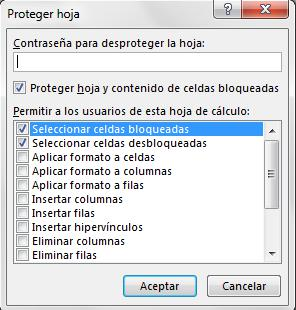 Proteger hoja
Contraseña para desproteger la hoja:
Proteger hoja y contenido de celdas bloqueadas
Permitir a los usuarios de esta hoja de cálculo:
Seleccionar celdas bloqueadas
Seleccionar celdas desbloqueadas
Aplicar formato a celdas
Aplicar formato a columnas
Aplicar formato a filas
Insertar columnas
Insertar filas
Insertar hipervínculos
Eliminar columnas
Eliminar filas
Aceptar Cancelar